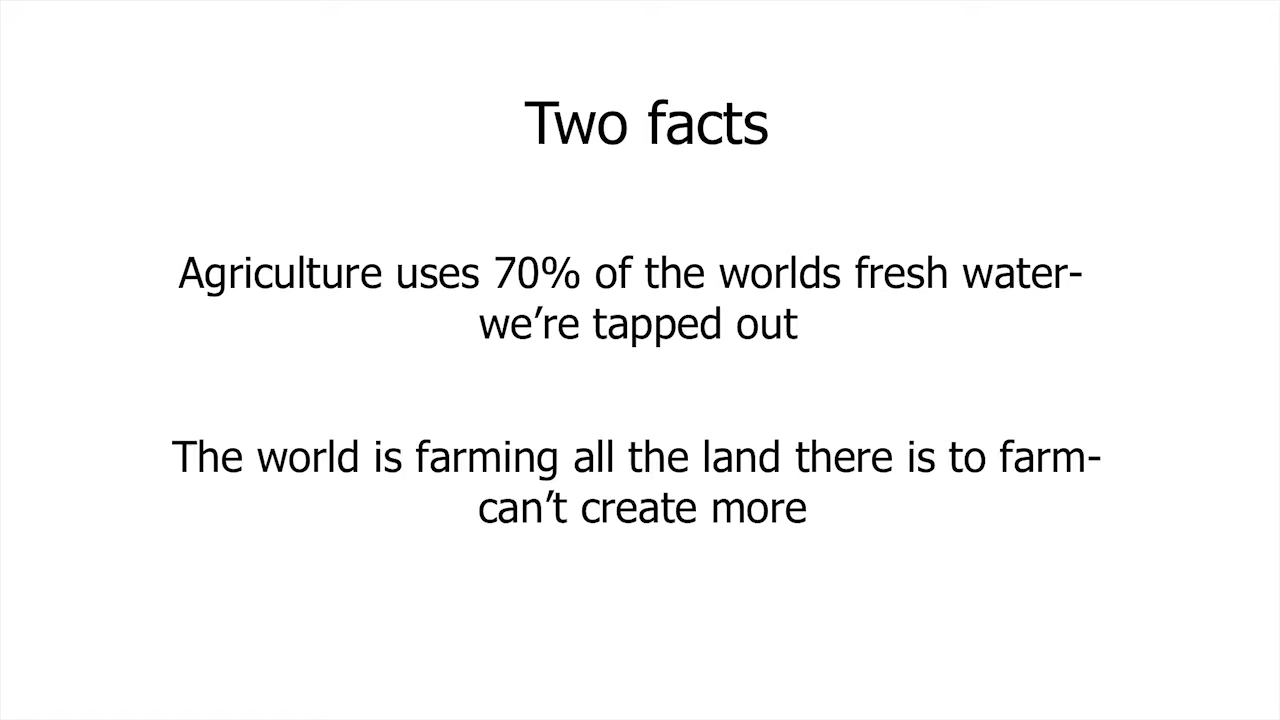 Two facts
Agriculture uses 70% of the worlds fresh water-
we’re tapped out
The world is farming all the land there is to farm-
can’t create more